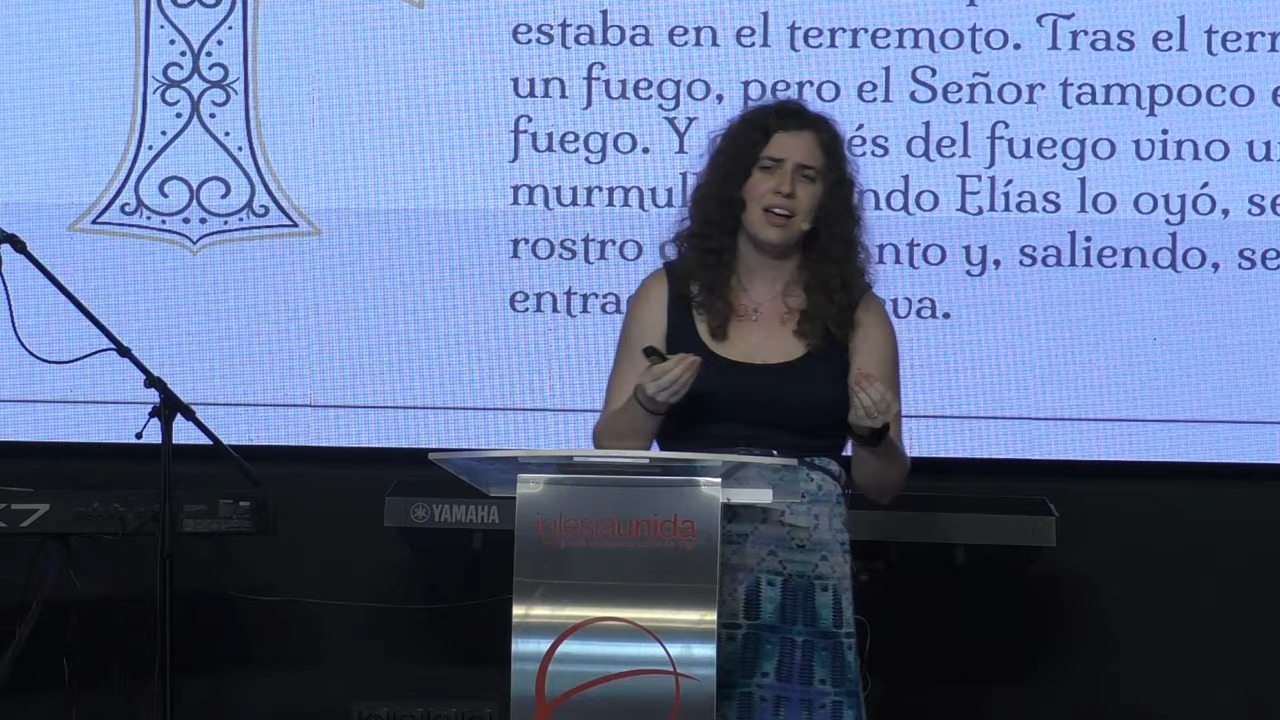 estaba en el terremoto. Tras el terr
un fuego, pero el Señor tampoco e
fuego. Y és del fuego vino u
murmul ndo Elías lo oyó, se
rostro nto y, saliendo, se
entra va.
YAMAHA
iglesiaunida